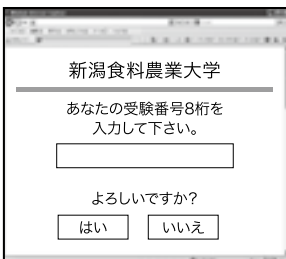 新潟食料農業大学
あなたの受験番号8桁を
入力して下さい。
よろしいですか?
はい
いいえ